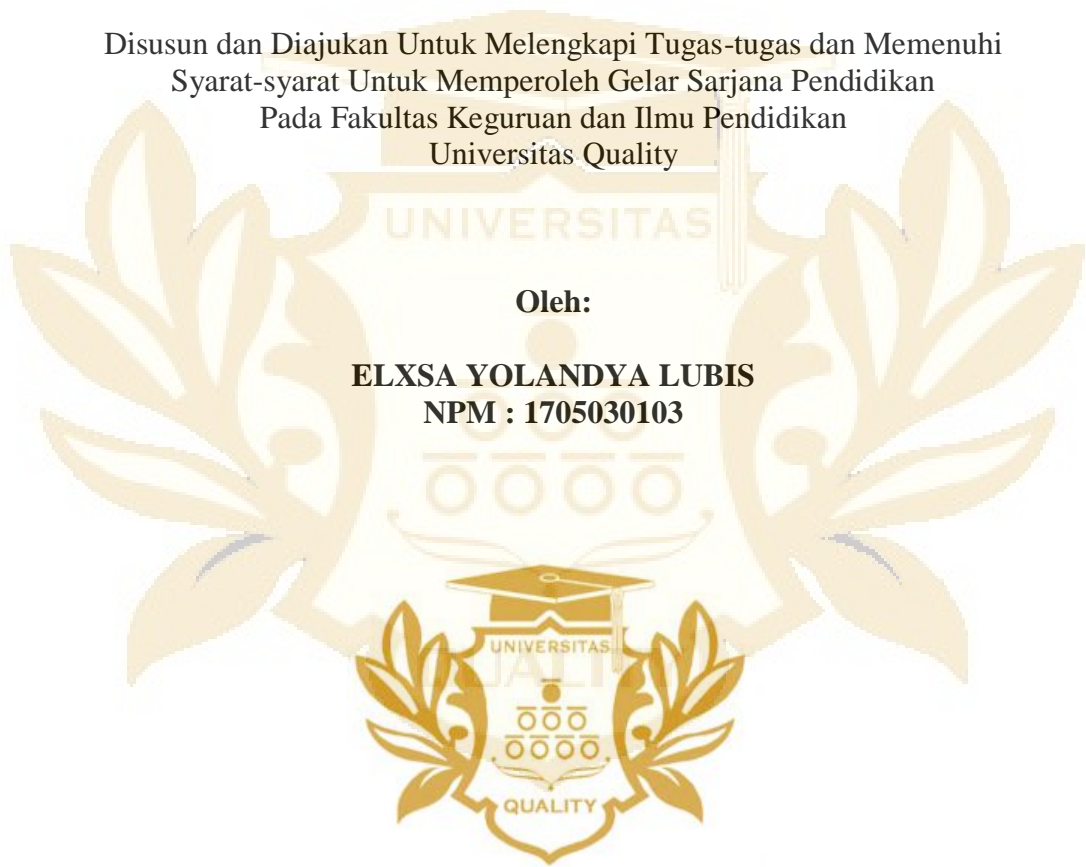 Disusun dan Diajukan Untuk Melengkapi Tugas-tugas dan Memenuhi
Syarat-syarat Untuk Memperoleh Gelar Sarjana Pendidikan
Pada Fakultas Keguruan dan Ilmu Pendidikan
Universitas Quality
UNIVERSITAS
Oleh:
ELXSA YOLANDYA LUBIS
NPM : 1705030103
UNIVERSITAS
QUALITY
QUALITY